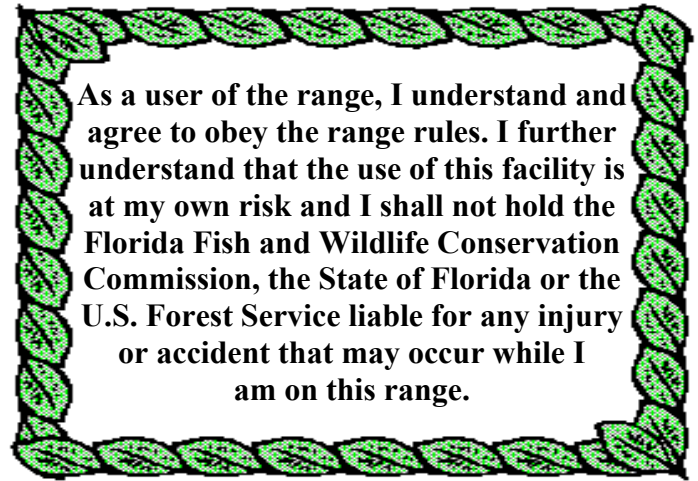 As a user of the range, I understand and
agree to obey the range rules. I further
understand that the use of this facility is
at my own risk and I shall not hold the
Florida Fish and Wildlife Conservation
Commission, the State of Florida or the
U.S. Forest Service liable for any injury
or accident that may occur while I
am on this range.